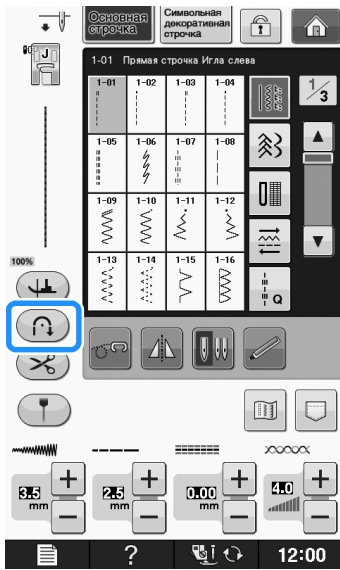 Основная строчка
Символьная декоративная строчка
J
1-01 Прямая строчка Игла слева
1/3
1-01 1-02 1-03 1-04
1-05 1-06 1-07 1-08
1-09 1-10 1-11 1-12
1-13 1-14 1-15 1-16
100%
Q
3.5 mm
2.5 mm
0.00 mm
4.0
?
12:00